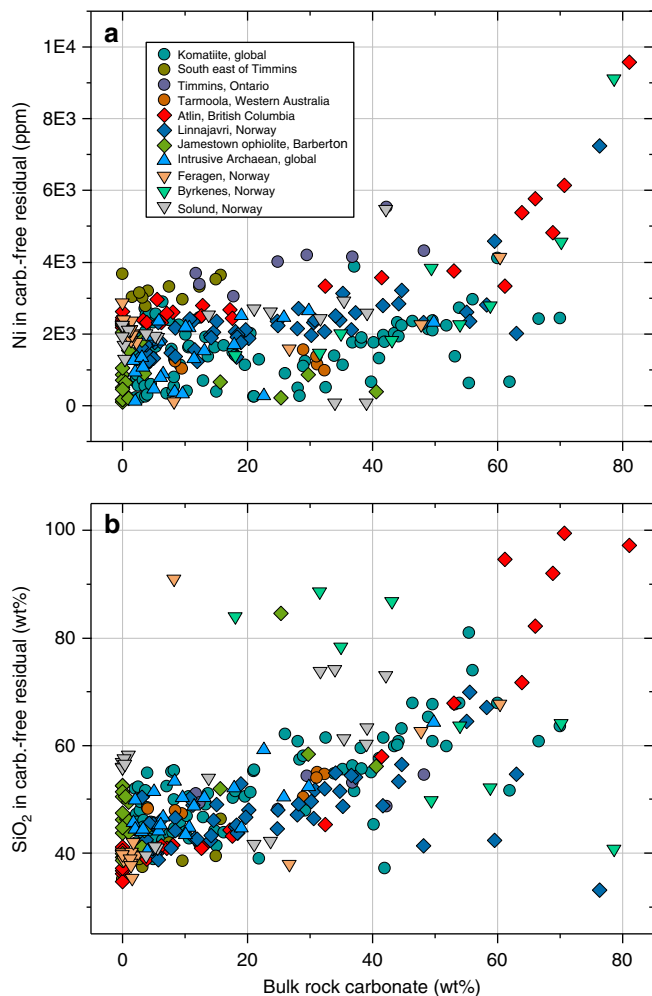 a
1E4
8E3
6E3
4E3
2E3
0
Ni in carb.-free residual (ppm)
Komatiite, global
South east of Timmins
Timmins, Ontario
Tarmoola, Western Australia
Atlin, British Columbia
Linnajavri, Norway
Jamestown ophiolite, Barberton
Intrusive Archaean, global
Feragen, Norway
Byrkenes, Norway
Solund, Norway
0 20 40 60 80
b
100
80
60
40
SiO2 in carb.-free residual (wt%)
0 20 40 60 80
Bulk rock carbonate (wt%)